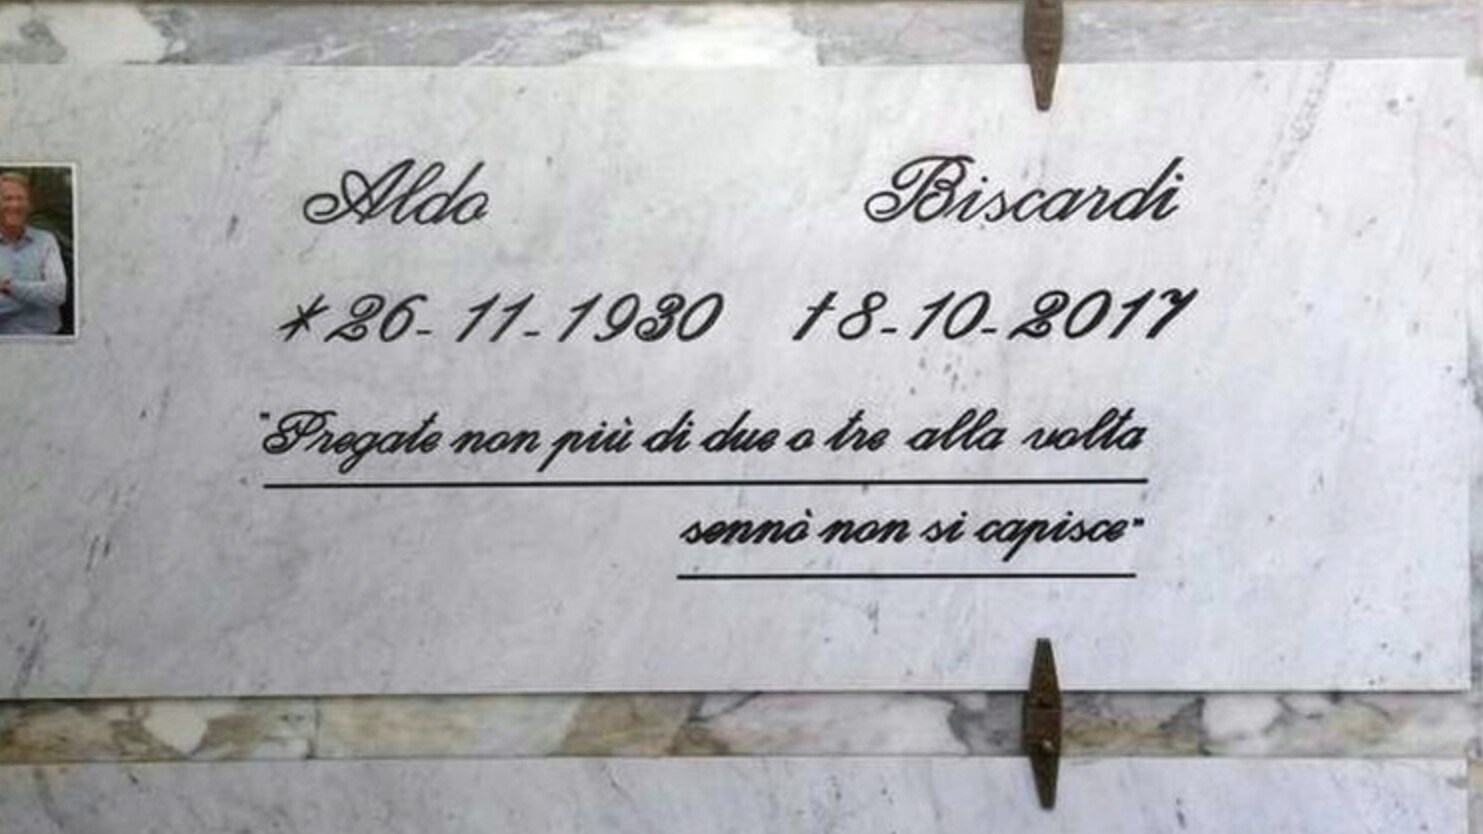 Aldo Biscardi
*26-11-1930 †8-10-2017
"Pregate non più di due o tre alla volta
sennò non si capisce"